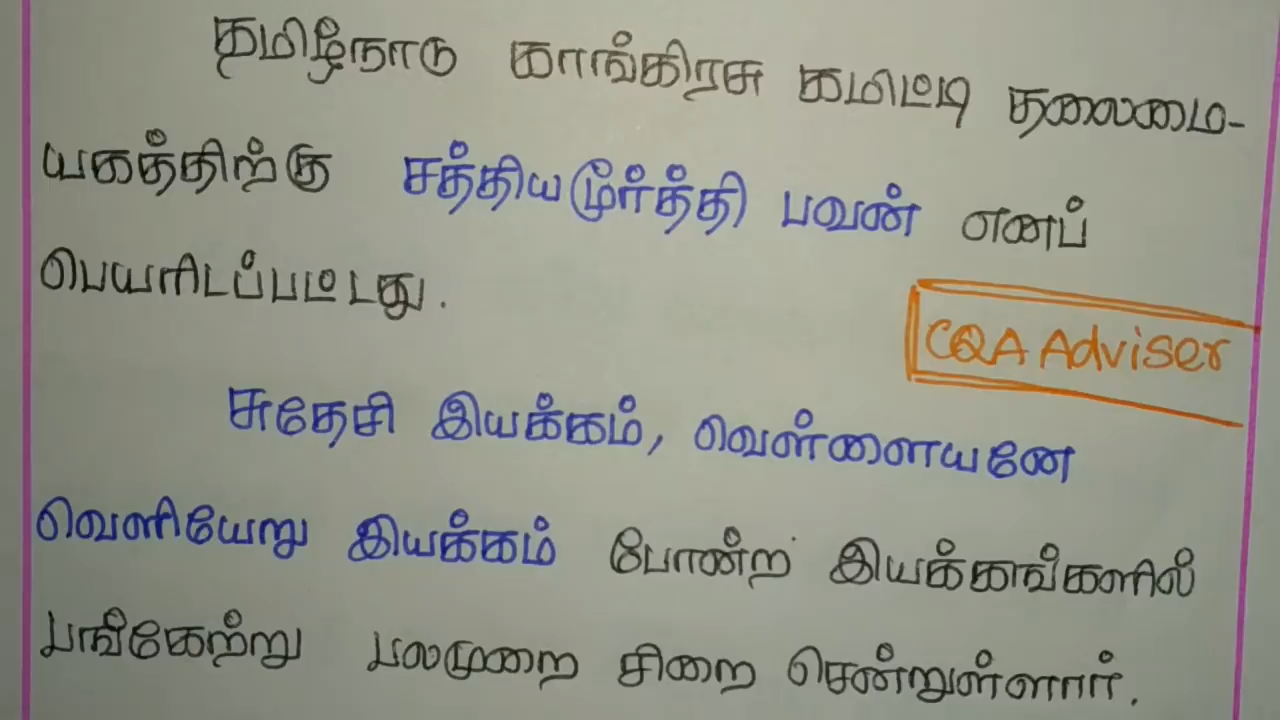 தமிழ்நாடு காங்கிரசு கமிட்டி தலைமை-
யகத்திற்கு சத்தியமூர்த்தி பவன் எனப்
பெயரிடப்பட்டது.
CQA Adviser
சுதேசி இயக்கம், வெள்ளையனே
வெளியேறு இயக்கம் போன்ற இயக்கங்களில்
பங்கேற்று பலமுறை சிறை சென்றுள்ளார்.